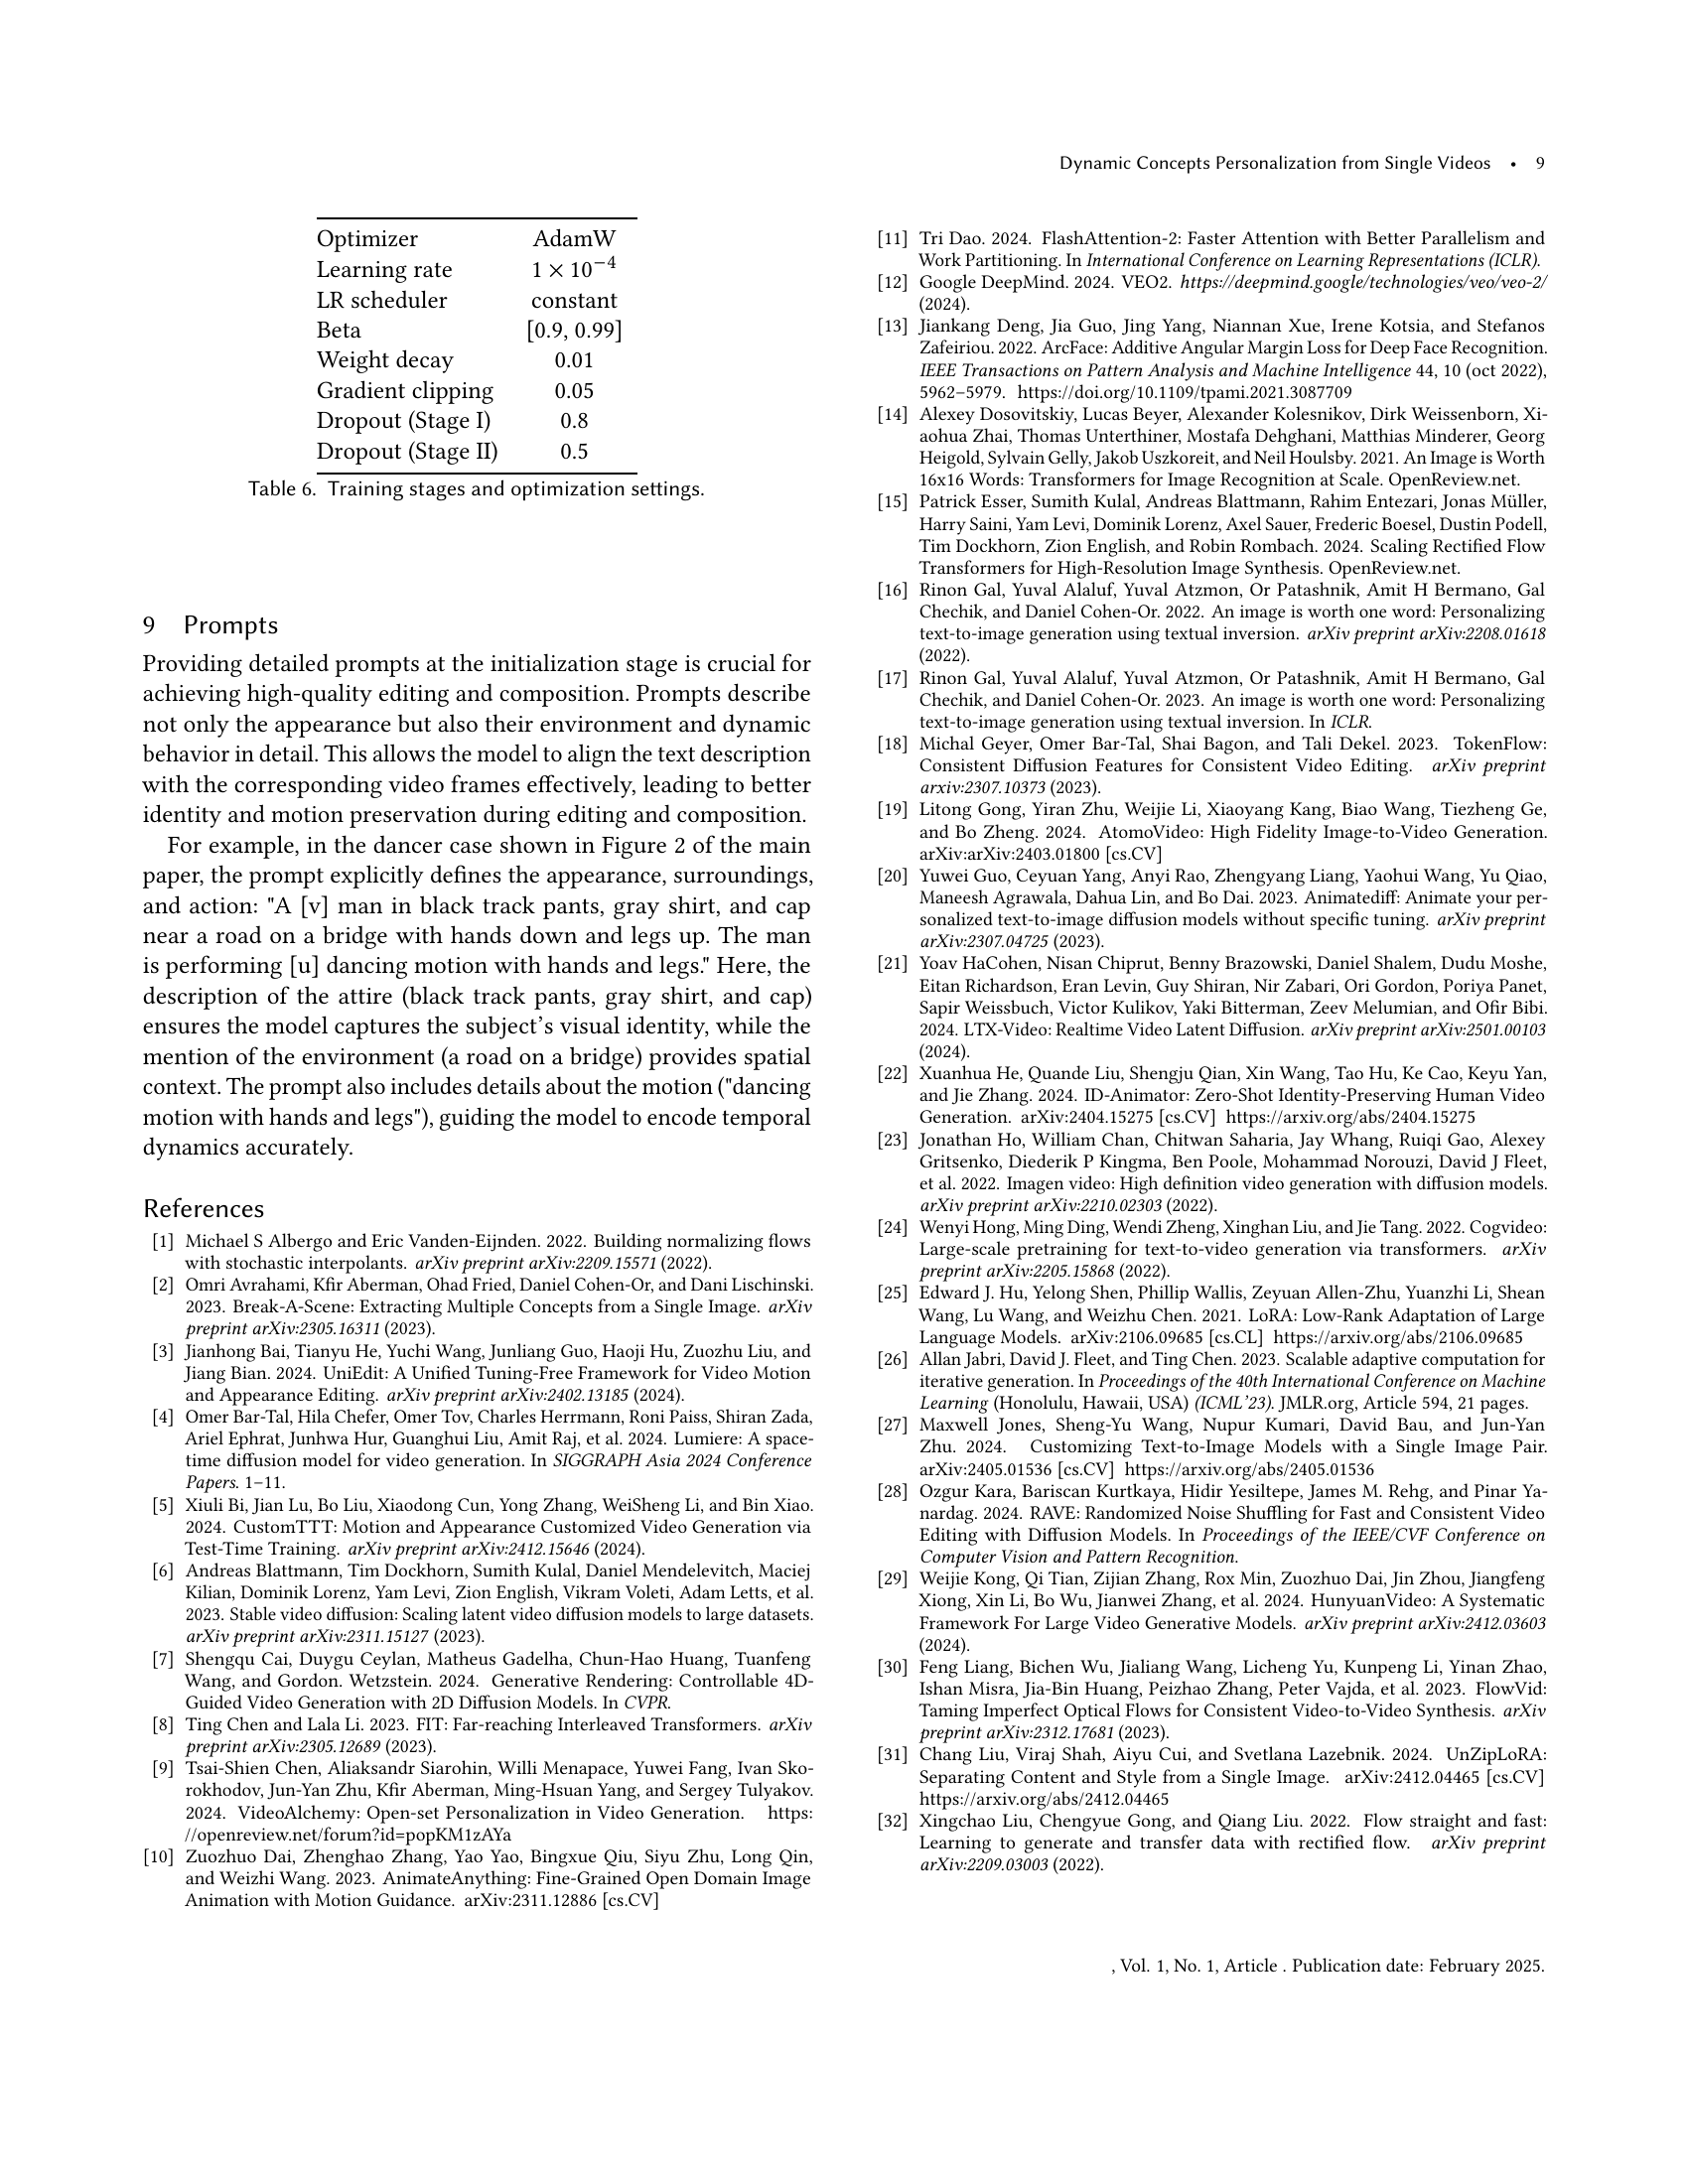 Dynamic Concepts Personalization from Single Videos • 9
Optimizer AdamW
Learning rate 1 × 10⁻⁴
LR scheduler constant
Beta [0.9, 0.99]
Weight decay 0.01
Gradient clipping 0.05
Dropout (Stage I) 0.8
Dropout (Stage II) 0.5
Table 6. Training stages and optimization settings.
9 Prompts
Providing detailed prompts at the initialization stage is crucial for
achieving high-quality editing and composition. Prompts describe
not only the appearance but also their environment and dynamic
behavior in detail. This allows the model to align the text description
with the corresponding video frames effectively, leading to better
identity and motion preservation during editing and composition.
For example, in the dancer case shown in Figure 2 of the main
paper, the prompt explicitly defines the appearance, surroundings,
and action: "A [v] man in black track pants, gray shirt, and cap
near a road on a bridge with hands down and legs up. The man
is performing [u] dancing motion with hands and legs." Here, the
description of the attire (black track pants, gray shirt, and cap)
ensures the model captures the subject's visual identity, while the
mention of the environment (a road on a bridge) provides spatial
context. The prompt also includes details about the motion ("dancing
motion with hands and legs"), guiding the model to encode temporal
dynamics accurately.
References
[1] Michael S Albergo and Eric Vanden-Eijnden. 2022. Building normalizing flows
with stochastic interpolants. arXiv preprint arXiv:2209.15571 (2022).
[2] Omri Avrahami, Kfir Aberman, Ohad Fried, Daniel Cohen-Or, and Dani Lischinski.
2023. Break-A-Scene: Extracting Multiple Concepts from a Single Image. arXiv
preprint arXiv:2305.16311 (2023).
[3] Jianhong Bai, Tianyu He, Yuchi Wang, Junliang Guo, Haoji Hu, Zuozhu Liu, and
Jiang Bian. 2024. UniEdit: A Unified Tuning-Free Framework for Video Motion
and Appearance Editing. arXiv preprint arXiv:2402.13185 (2024).
[4] Omer Bar-Tal, Hila Chefer, Omer Tov, Charles Herrmann, Roni Paiss, Shiran Zada,
Ariel Ephrat, Junhwa Hur, Guanghui Liu, Amit Raj, et al. 2024. Lumiere: A space-
time diffusion model for video generation. In SIGGRAPH Asia 2024 Conference
Papers. 1–11.
[5] Xiuli Bi, Jian Lu, Bo Liu, Xiaodong Cun, Yong Zhang, WeiSheng Li, and Bin Xiao.
2024. CustomTTT: Motion and Appearance Customized Video Generation via
Test-Time Training. arXiv preprint arXiv:2412.15646 (2024).
[6] Andreas Blattmann, Tim Dockhorn, Sumith Kulal, Daniel Mendelevitch, Maciej
Kilian, Dominik Lorenz, Yam Levi, Zion English, Vikram Voleti, Adam Letts, et al.
2023. Stable video diffusion: Scaling latent video diffusion models to large datasets.
arXiv preprint arXiv:2311.15127 (2023).
[7] Shengqu Cai, Duygu Ceylan, Matheus Gadelha, Chun-Hao Huang, Tuanfeng
Wang, and Gordon. Wetzstein. 2024. Generative Rendering: Controllable 4D-
Guided Video Generation with 2D Diffusion Models. In CVPR.
[8] Ting Chen and Lala Li. 2023. FIT: Far-reaching Interleaved Transformers. arXiv
preprint arXiv:2305.12689 (2023).
[9] Tsai-Shien Chen, Aliaksandr Siarohin, Willi Menapace, Yuwei Fang, Ivan Sko-
rokhodov, Jun-Yan Zhu, Kfir Aberman, Ming-Hsuan Yang, and Sergey Tulyakov.
2024. VideoAlchemy: Open-set Personalization in Video Generation. https:
//openreview.net/forum?id=popKM1zAYa
[10] Zuozhuo Dai, Zhenghao Zhang, Yao Yao, Bingxue Qiu, Siyu Zhu, Long Qin,
and Weizhi Wang. 2023. AnimateAnything: Fine-Grained Open Domain Image
Animation with Motion Guidance. arXiv:2311.12886 [cs.CV]
[11] Tri Dao. 2024. FlashAttention-2: Faster Attention with Better Parallelism and
Work Partitioning. In International Conference on Learning Representations (ICLR).
[12] Google DeepMind. 2024. VEO2. https://deepmind.google/technologies/veo/veo-2/
(2024).
[13] Jiankang Deng, Jia Guo, Jing Yang, Niannan Xue, Irene Kotsia, and Stefanos
Zafeiriou. 2022. ArcFace: Additive Angular Margin Loss for Deep Face Recognition.
IEEE Transactions on Pattern Analysis and Machine Intelligence 44, 10 (oct 2022),
5962–5979. https://doi.org/10.1109/tpami.2021.3087709
[14] Alexey Dosovitskiy, Lucas Beyer, Alexander Kolesnikov, Dirk Weissenborn, Xi-
aohua Zhai, Thomas Unterthiner, Mostafa Dehghani, Matthias Minderer, Georg
Heigold, Sylvain Gelly, Jakob Uszkoreit, and Neil Houlsby. 2021. An Image is Worth
16x16 Words: Transformers for Image Recognition at Scale. OpenReview.net.
[15] Patrick Esser, Sumith Kulal, Andreas Blattmann, Rahim Entezari, Jonas Müller,
Harry Saini, Yam Levi, Dominik Lorenz, Axel Sauer, Frederic Boesel, Dustin Podell,
Tim Dockhorn, Zion English, and Robin Rombach. 2024. Scaling Rectified Flow
Transformers for High-Resolution Image Synthesis. OpenReview.net.
[16] Rinon Gal, Yuval Alaluf, Yuval Atzmon, Or Patashnik, Amit H Bermano, Gal
Chechik, and Daniel Cohen-Or. 2022. An image is worth one word: Personalizing
text-to-image generation using textual inversion. arXiv preprint arXiv:2208.01618
(2022).
[17] Rinon Gal, Yuval Alaluf, Yuval Atzmon, Or Patashnik, Amit H Bermano, Gal
Chechik, and Daniel Cohen-Or. 2023. An image is worth one word: Personalizing
text-to-image generation using textual inversion. In ICLR.
[18] Michal Geyer, Omer Bar-Tal, Shai Bagon, and Tali Dekel. 2023. TokenFlow:
Consistent Diffusion Features for Consistent Video Editing. arXiv preprint
arxiv:2307.10373 (2023).
[19] Litong Gong, Yiran Zhu, Weijie Li, Xiaoyang Kang, Biao Wang, Tiezheng Ge,
and Bo Zheng. 2024. AtomoVideo: High Fidelity Image-to-Video Generation.
arXiv:arXiv:2403.01800 [cs.CV]
[20] Yuwei Guo, Ceyuan Yang, Anyi Rao, Zhengyang Liang, Yaohui Wang, Yu Qiao,
Maneesh Agrawala, Dahua Lin, and Bo Dai. 2023. Animatediff: Animate your per-
sonalized text-to-image diffusion models without specific tuning. arXiv preprint
arXiv:2307.04725 (2023).
[21] Yoav HaCohen, Nisan Chiprut, Benny Brazowski, Daniel Shalem, Dudu Moshe,
Eitan Richardson, Eran Levin, Guy Shiran, Nir Zabari, Ori Gordon, Poriya Panet,
Sapir Weissbuch, Victor Kulikov, Yaki Bitterman, Zeev Melumian, and Ofir Bibi.
2024. LTX-Video: Realtime Video Latent Diffusion. arXiv preprint arXiv:2501.00103
(2024).
[22] Xuanhua He, Quande Liu, Shengju Qian, Xin Wang, Tao Hu, Ke Cao, Keyu Yan,
and Jie Zhang. 2024. ID-Animator: Zero-Shot Identity-Preserving Human Video
Generation. arXiv:2404.15275 [cs.CV] https://arxiv.org/abs/2404.15275
[23] Jonathan Ho, William Chan, Chitwan Saharia, Jay Whang, Ruiqi Gao, Alexey
Gritsenko, Diederik P Kingma, Ben Poole, Mohammad Norouzi, David J Fleet,
et al. 2022. Imagen video: High definition video generation with diffusion models.
arXiv preprint arXiv:2210.02303 (2022).
[24] Wenyi Hong, Ming Ding, Wendi Zheng, Xinghan Liu, and Jie Tang. 2022. Cogvideo:
Large-scale pretraining for text-to-video generation via transformers. arXiv
preprint arXiv:2205.15868 (2022).
[25] Edward J. Hu, Yelong Shen, Phillip Wallis, Zeyuan Allen-Zhu, Yuanzhi Li, Shean
Wang, Lu Wang, and Weizhu Chen. 2021. LoRA: Low-Rank Adaptation of Large
Language Models. arXiv:2106.09685 [cs.CL] https://arxiv.org/abs/2106.09685
[26] Allan Jabri, David J. Fleet, and Ting Chen. 2023. Scalable adaptive computation for
iterative generation. In Proceedings of the 40th International Conference on Machine
Learning (Honolulu, Hawaii, USA) (ICML'23). JMLR.org, Article 594, 21 pages.
[27] Maxwell Jones, Sheng-Yu Wang, Nupur Kumari, David Bau, and Jun-Yan
Zhu. 2024. Customizing Text-to-Image Models with a Single Image Pair.
arXiv:2405.01536 [cs.CV] https://arxiv.org/abs/2405.01536
[28] Ozgur Kara, Bariscan Kurtkaya, Hidir Yesiltepe, James M. Rehg, and Pinar Ya-
nardag. 2024. RAVE: Randomized Noise Shuffling for Fast and Consistent Video
Editing with Diffusion Models. In Proceedings of the IEEE/CVF Conference on
Computer Vision and Pattern Recognition.
[29] Weijie Kong, Qi Tian, Zijian Zhang, Rox Min, Zuozhuo Dai, Jin Zhou, Jiangfeng
Xiong, Xin Li, Bo Wu, Jianwei Zhang, et al. 2024. HunyuanVideo: A Systematic
Framework For Large Video Generative Models. arXiv preprint arXiv:2412.03603
(2024).
[30] Feng Liang, Bichen Wu, Jialiang Wang, Licheng Yu, Kunpeng Li, Yinan Zhao,
Ishan Misra, Jia-Bin Huang, Peizhao Zhang, Peter Vajda, et al. 2023. FlowVid:
Taming Imperfect Optical Flows for Consistent Video-to-Video Synthesis. arXiv
preprint arXiv:2312.17681 (2023).
[31] Chang Liu, Viraj Shah, Aiyu Cui, and Svetlana Lazebnik. 2024. UnZipLoRA:
Separating Content and Style from a Single Image. arXiv:2412.04465 [cs.CV]
https://arxiv.org/abs/2412.04465
[32] Xingchao Liu, Chengyue Gong, and Qiang Liu. 2022. Flow straight and fast:
Learning to generate and transfer data with rectified flow. arXiv preprint
arXiv:2209.03003 (2022).
, Vol. 1, No. 1, Article . Publication date: February 2025.